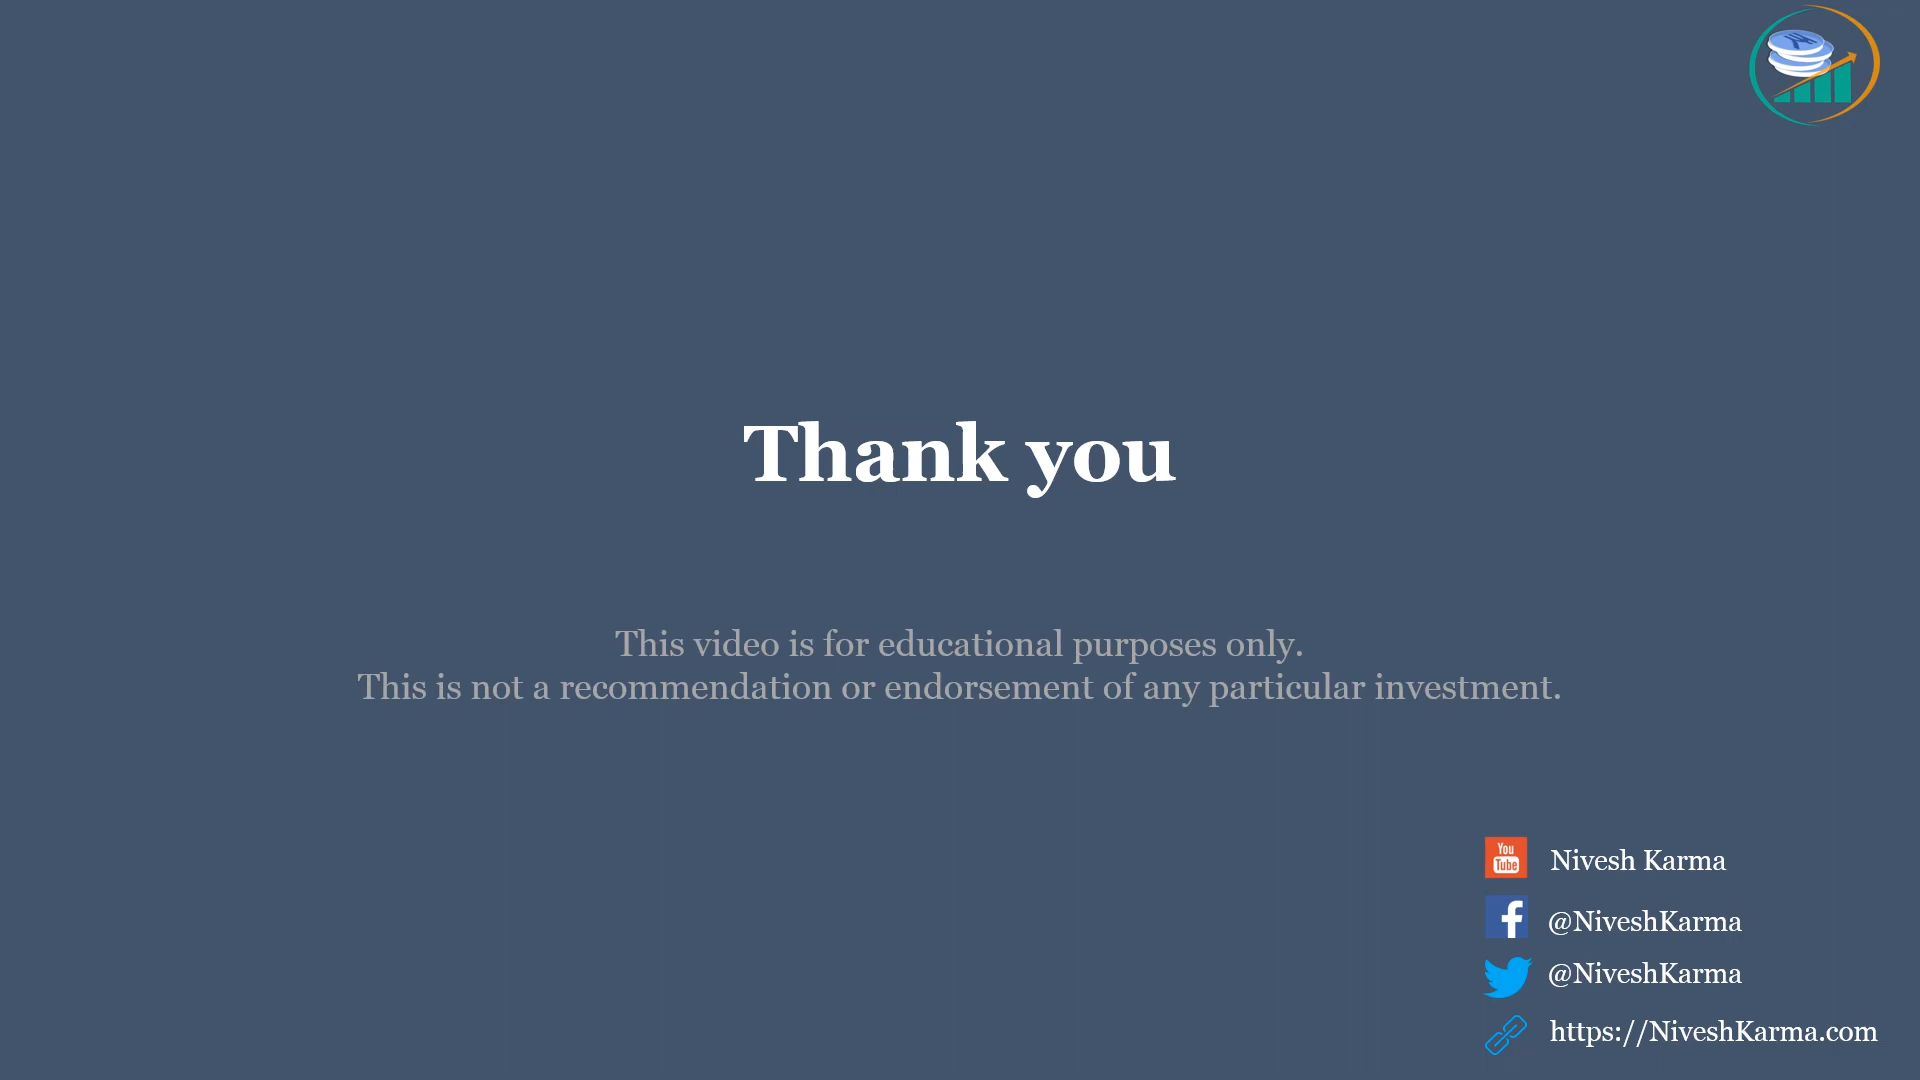 Thank you
This video is for educational purposes only.
This is not a recommendation or endorsement of any particular investment.
You
Tube
Nivesh Karma
@NiveshKarma
@NiveshKarma
https://NiveshKarma.com